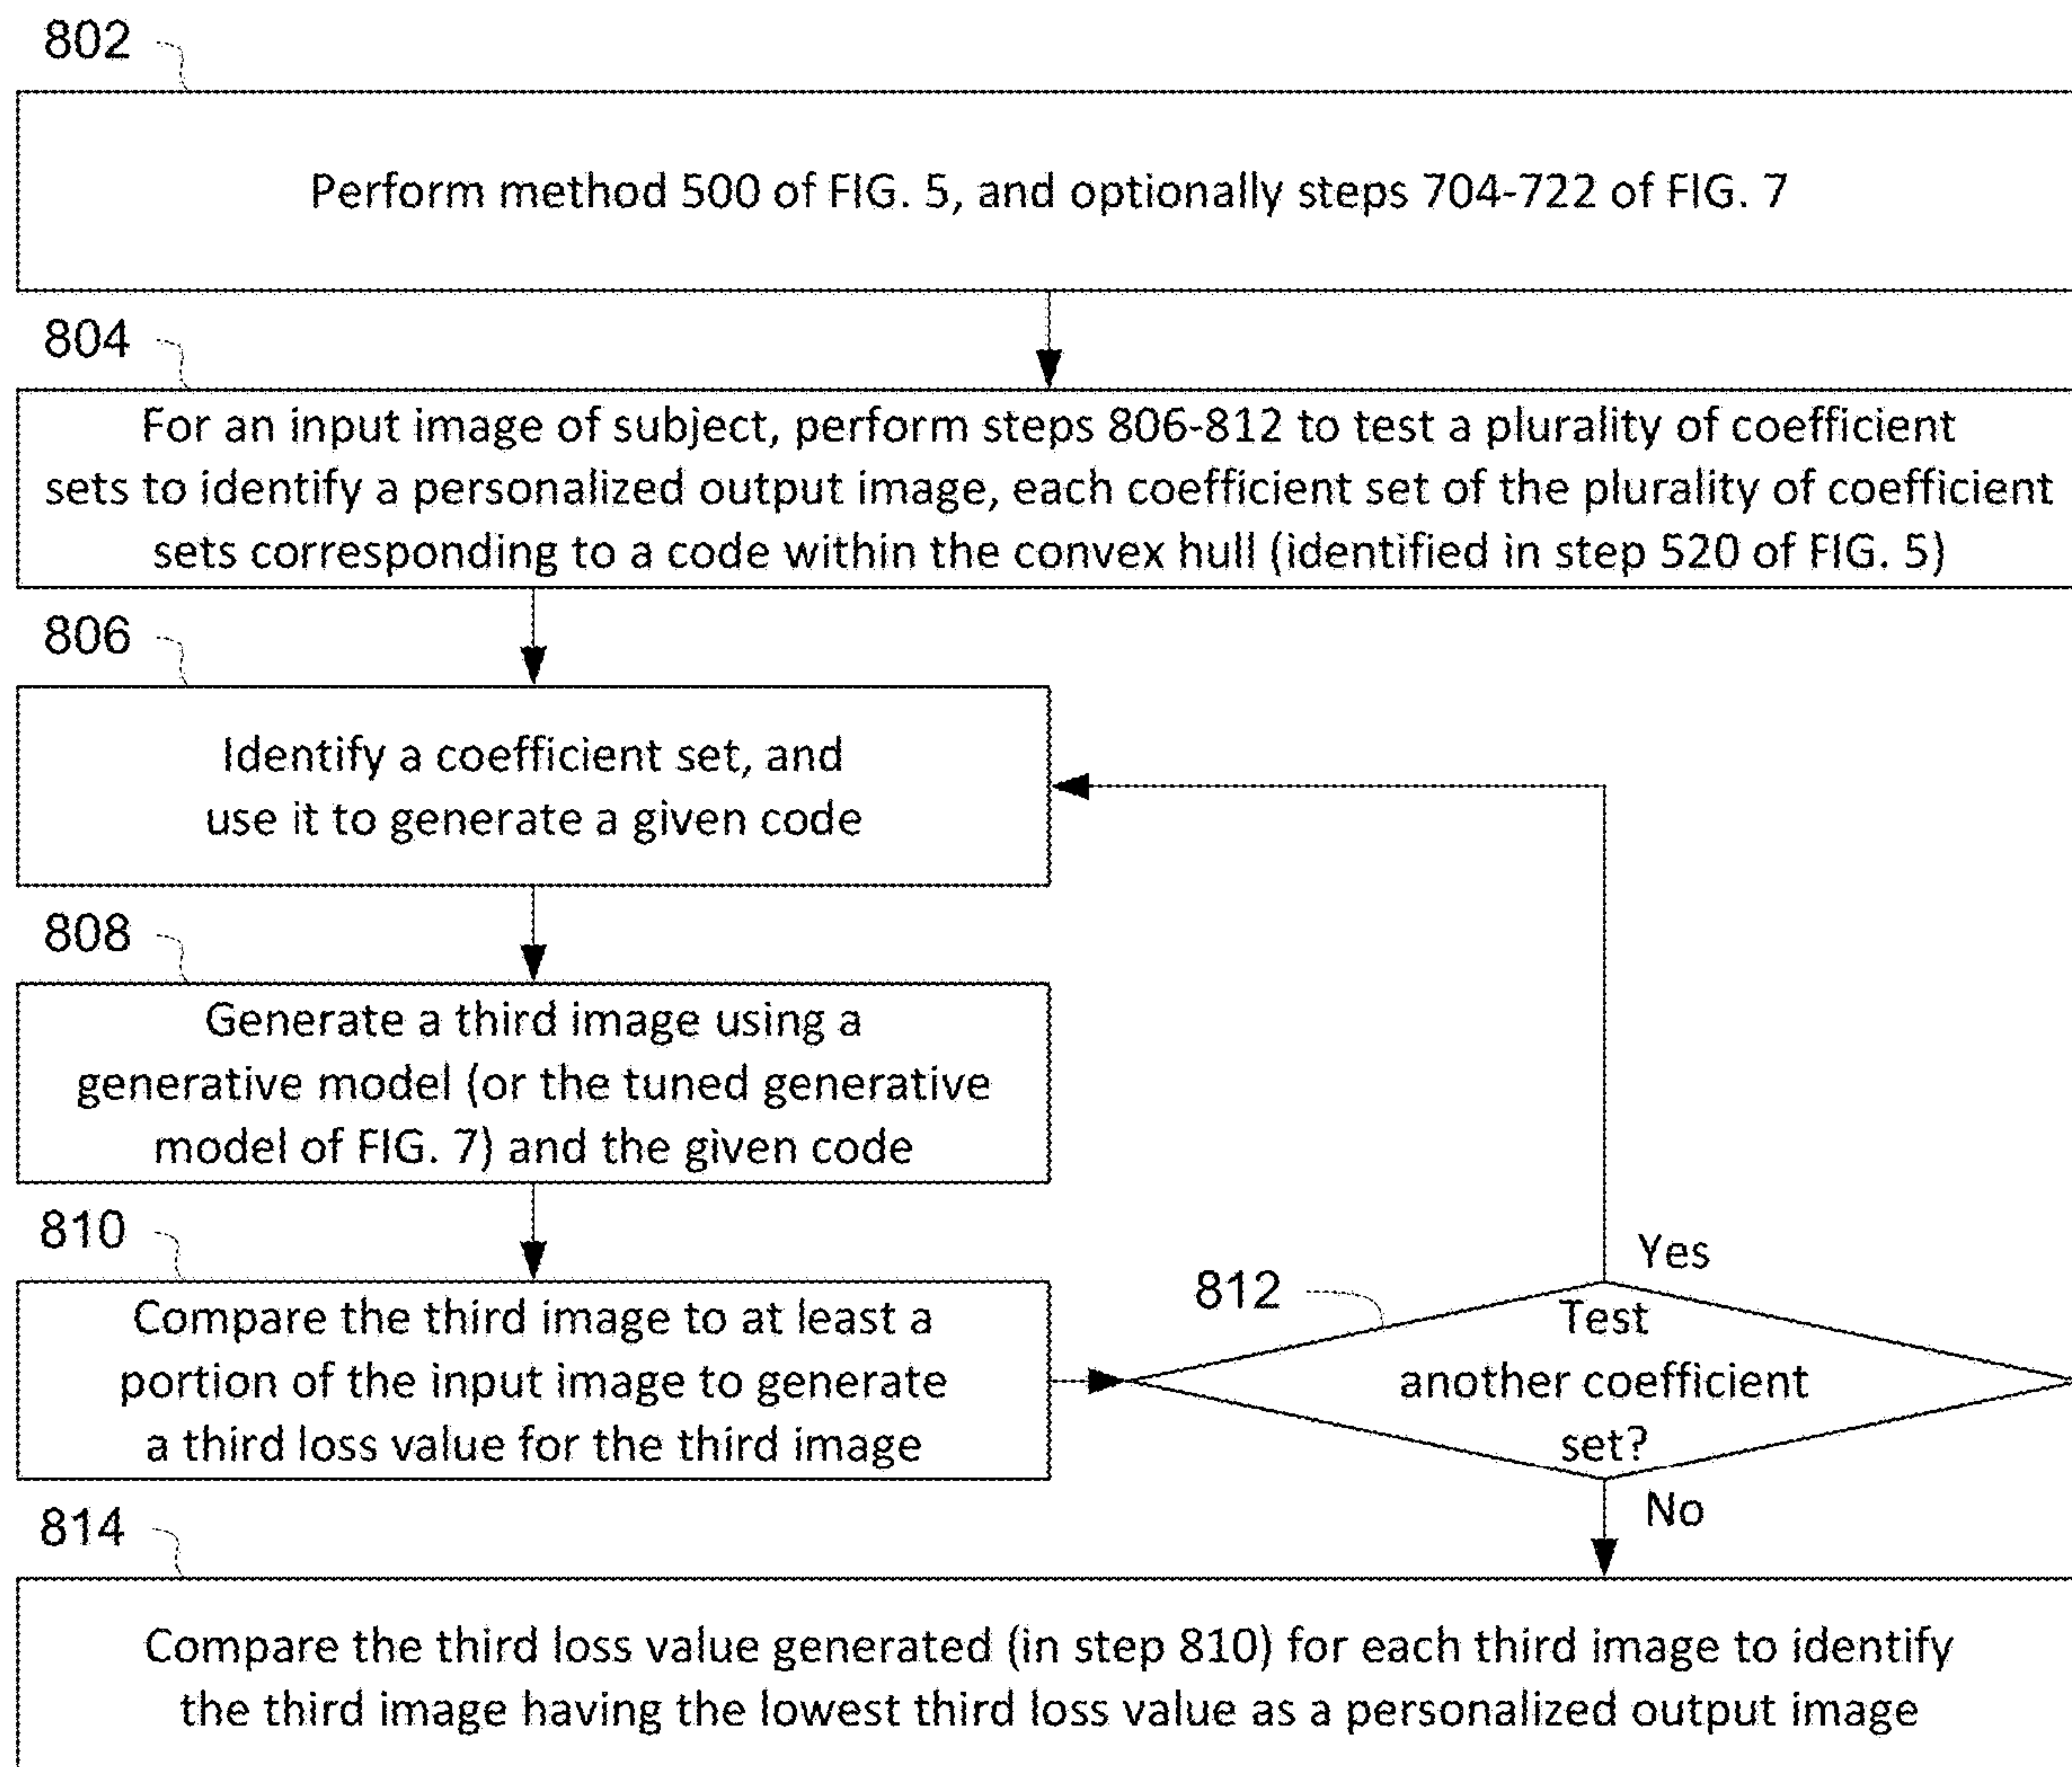 802
Perform method 500 of FIG. 5, and optionally steps 704-722 of FIG. 7
804
For an input image of subject, perform steps 806-812 to test a plurality of coefficient
sets to identify a personalized output image, each coefficient set of the plurality of coefficient
sets corresponding to a code within the convex hull (identified in step 520 of FIG. 5)
806
Identify a coefficient set, and
use it to generate a given code
808
Generate a third image using a
generative model (or the tuned generative
model of FIG. 7) and the given code
810
Compare the third image to at least a
portion of the input image to generate
a third loss value for the third image
812
Yes
Test
another coefficient
set?
No
814
Compare the third loss value generated (in step 810) for each third image to identify
the third image having the lowest third loss value as a personalized output image